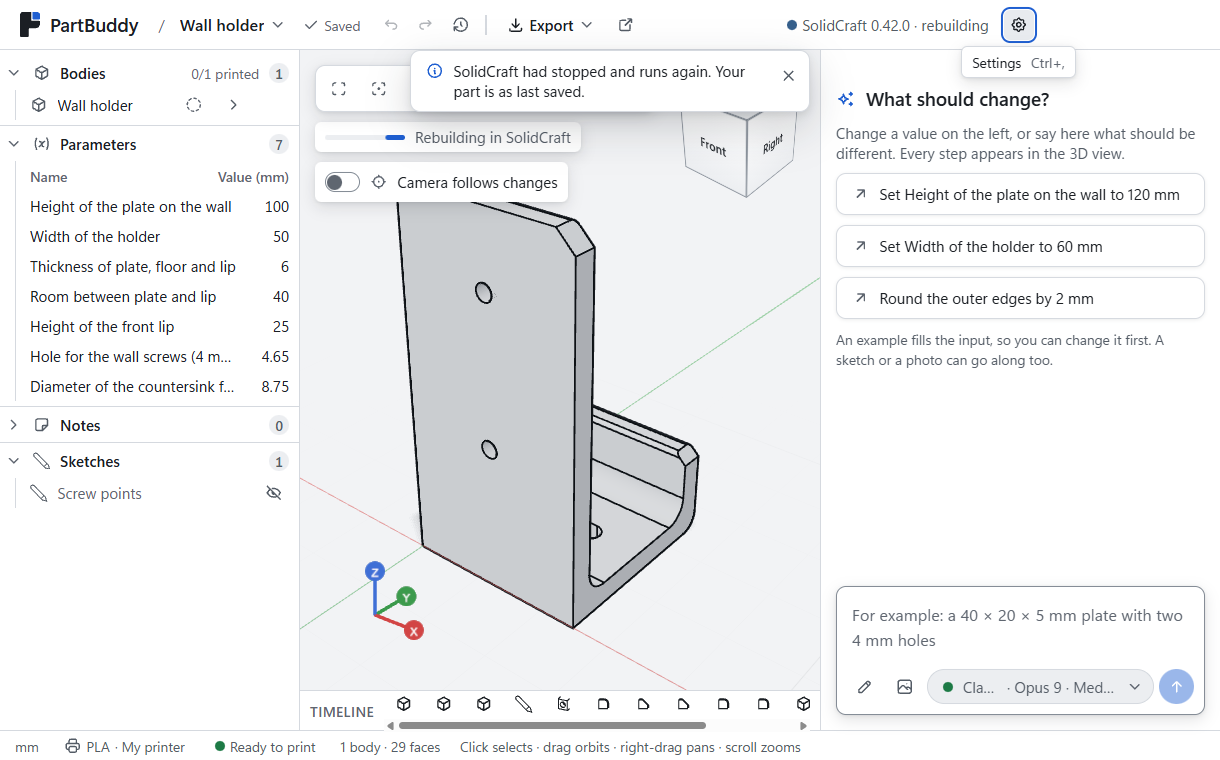 PartBuddy / Wall holder Saved Export SolidCraft 0.42.0 · rebuilding
Settings Ctrl+,
Bodies 0/1 printed 1
Wall holder
Parameters 7
Name Value (mm)
Height of the plate on the wall 100
Width of the holder 50
Thickness of plate, floor and lip 6
Room between plate and lip 40
Height of the front lip 25
Hole for the wall screws (4 m... 4.65
Diameter of the countersink f... 8.75
Notes 0
Sketches 1
Screw points
SolidCraft had stopped and runs again. Your
part is as last saved.
Rebuilding in SolidCraft
Camera follows changes
Front Right
Z
Y
X
TIMELINE
What should change?
Change a value on the left, or say here what should be
different. Every step appears in the 3D view.
Set Height of the plate on the wall to 120 mm
Set Width of the holder to 60 mm
Round the outer edges by 2 mm
An example fills the input, so you can change it first. A
sketch or a photo can go along too.
For example: a 40 × 20 × 5 mm plate with two
4 mm holes
Cla... · Opus 9 · Med...
mm PLA · My printer Ready to print 1 body · 29 faces Click selects · drag orbits · right-drag pans · scroll zooms